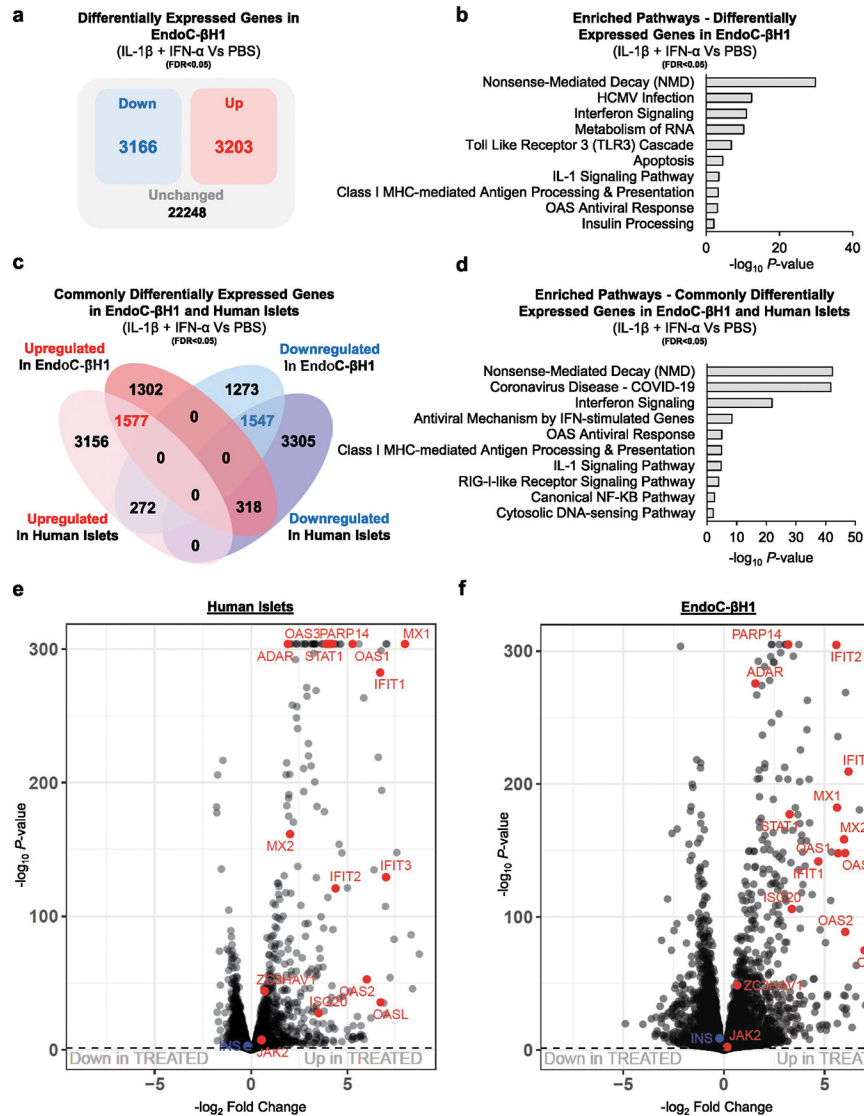 a
Differentially Expressed Genes in
EndoC-βH1
(IL-1β + IFN-α Vs PBS)
(FDR<0.05)
Down
Up
3166
3203
Unchanged
22248
b
Enriched Pathways - Differentially
Expressed Genes in EndoC-βH1
(IL-1β + IFN-α Vs PBS)
(FDR<0.05)
Nonsense-Mediated Decay (NMD)
HCMV Infection
Interferon Signaling
Metabolism of RNA
Toll Like Receptor 3 (TLR3) Cascade
Apoptosis
IL-1 Signaling Pathway
Class I MHC-mediated Antigen Processing & Presentation
OAS Antiviral Response
Insulin Processing
0 20 40
-log10 P-value
c
Commonly Differentially Expressed Genes
in EndoC-βH1 and Human Islets
(IL-1β + IFN-α Vs PBS)
(FDR<0.05)
Upregulated
In EndoC-βH1
Downregulated
In EndoC-βH1
1302
1273
0
1577
1547
3156
3305
0
0
0
272
318
0
Upregulated
In Human Islets
Downregulated
In Human Islets
d
Enriched Pathways - Commonly Differentially
Expressed Genes in EndoC-βH1 and Human Islets
(IL-1β + IFN-α Vs PBS)
(FDR<0.05)
Nonsense-Mediated Decay (NMD)
Coronavirus Disease - COVID-19
Interferon Signaling
Antiviral Mechanism by IFN-stimulated Genes
OAS Antiviral Response
Class I MHC-mediated Antigen Processing & Presentation
IL-1 Signaling Pathway
RIG-I-like Receptor Signaling Pathway
Canonical NF-KB Pathway
Cytosolic DNA-sensing Pathway
0 10 20 30 40 50
-log10 P-value
e
Human Islets
OAS3 PARP14 MX1
ADAR STAT1 OAS1
IFIT1
MX2
IFIT3
IFIT2
ZC3HAV1
OAS2
ISG20
OASL
INS
JAK2
Down in TREATED
Up in TREATED
300
200
100
0
-log10 P-value
−5 0 5
-log2 Fold Change
f
EndoC-βH1
PARP14
IFIT2
ADAR
IFIT
MX1
STAT1
MX2
OAS1
OAS
IFIT1
ISG20
OAS2
O
ZC3HAV1
INS
JAK2
Down in TREATED
Up in TREAT
300
200
100
0
-log10 P-value
−5 0 5
-log2 Fold Change